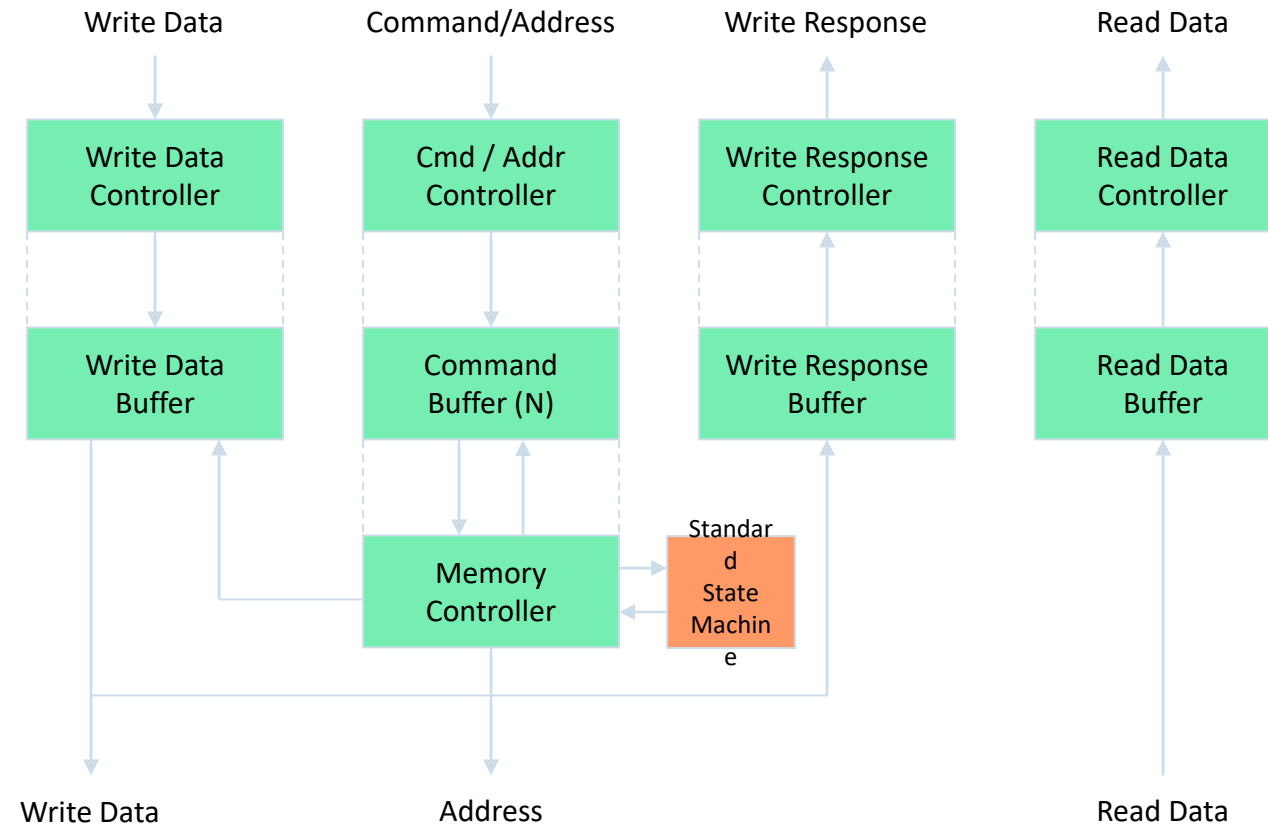 Write Data
Command/Address
Write Response
Read Data
Write Data
Controller
Cmd / Addr
Controller
Write Response
Controller
Read Data
Controller
Write Data
Buffer
Command
Buffer (N)
Write Response
Buffer
Read Data
Buffer
Memory
Controller
Standar
d
State
Machin
e
Write Data
Address
Read Data